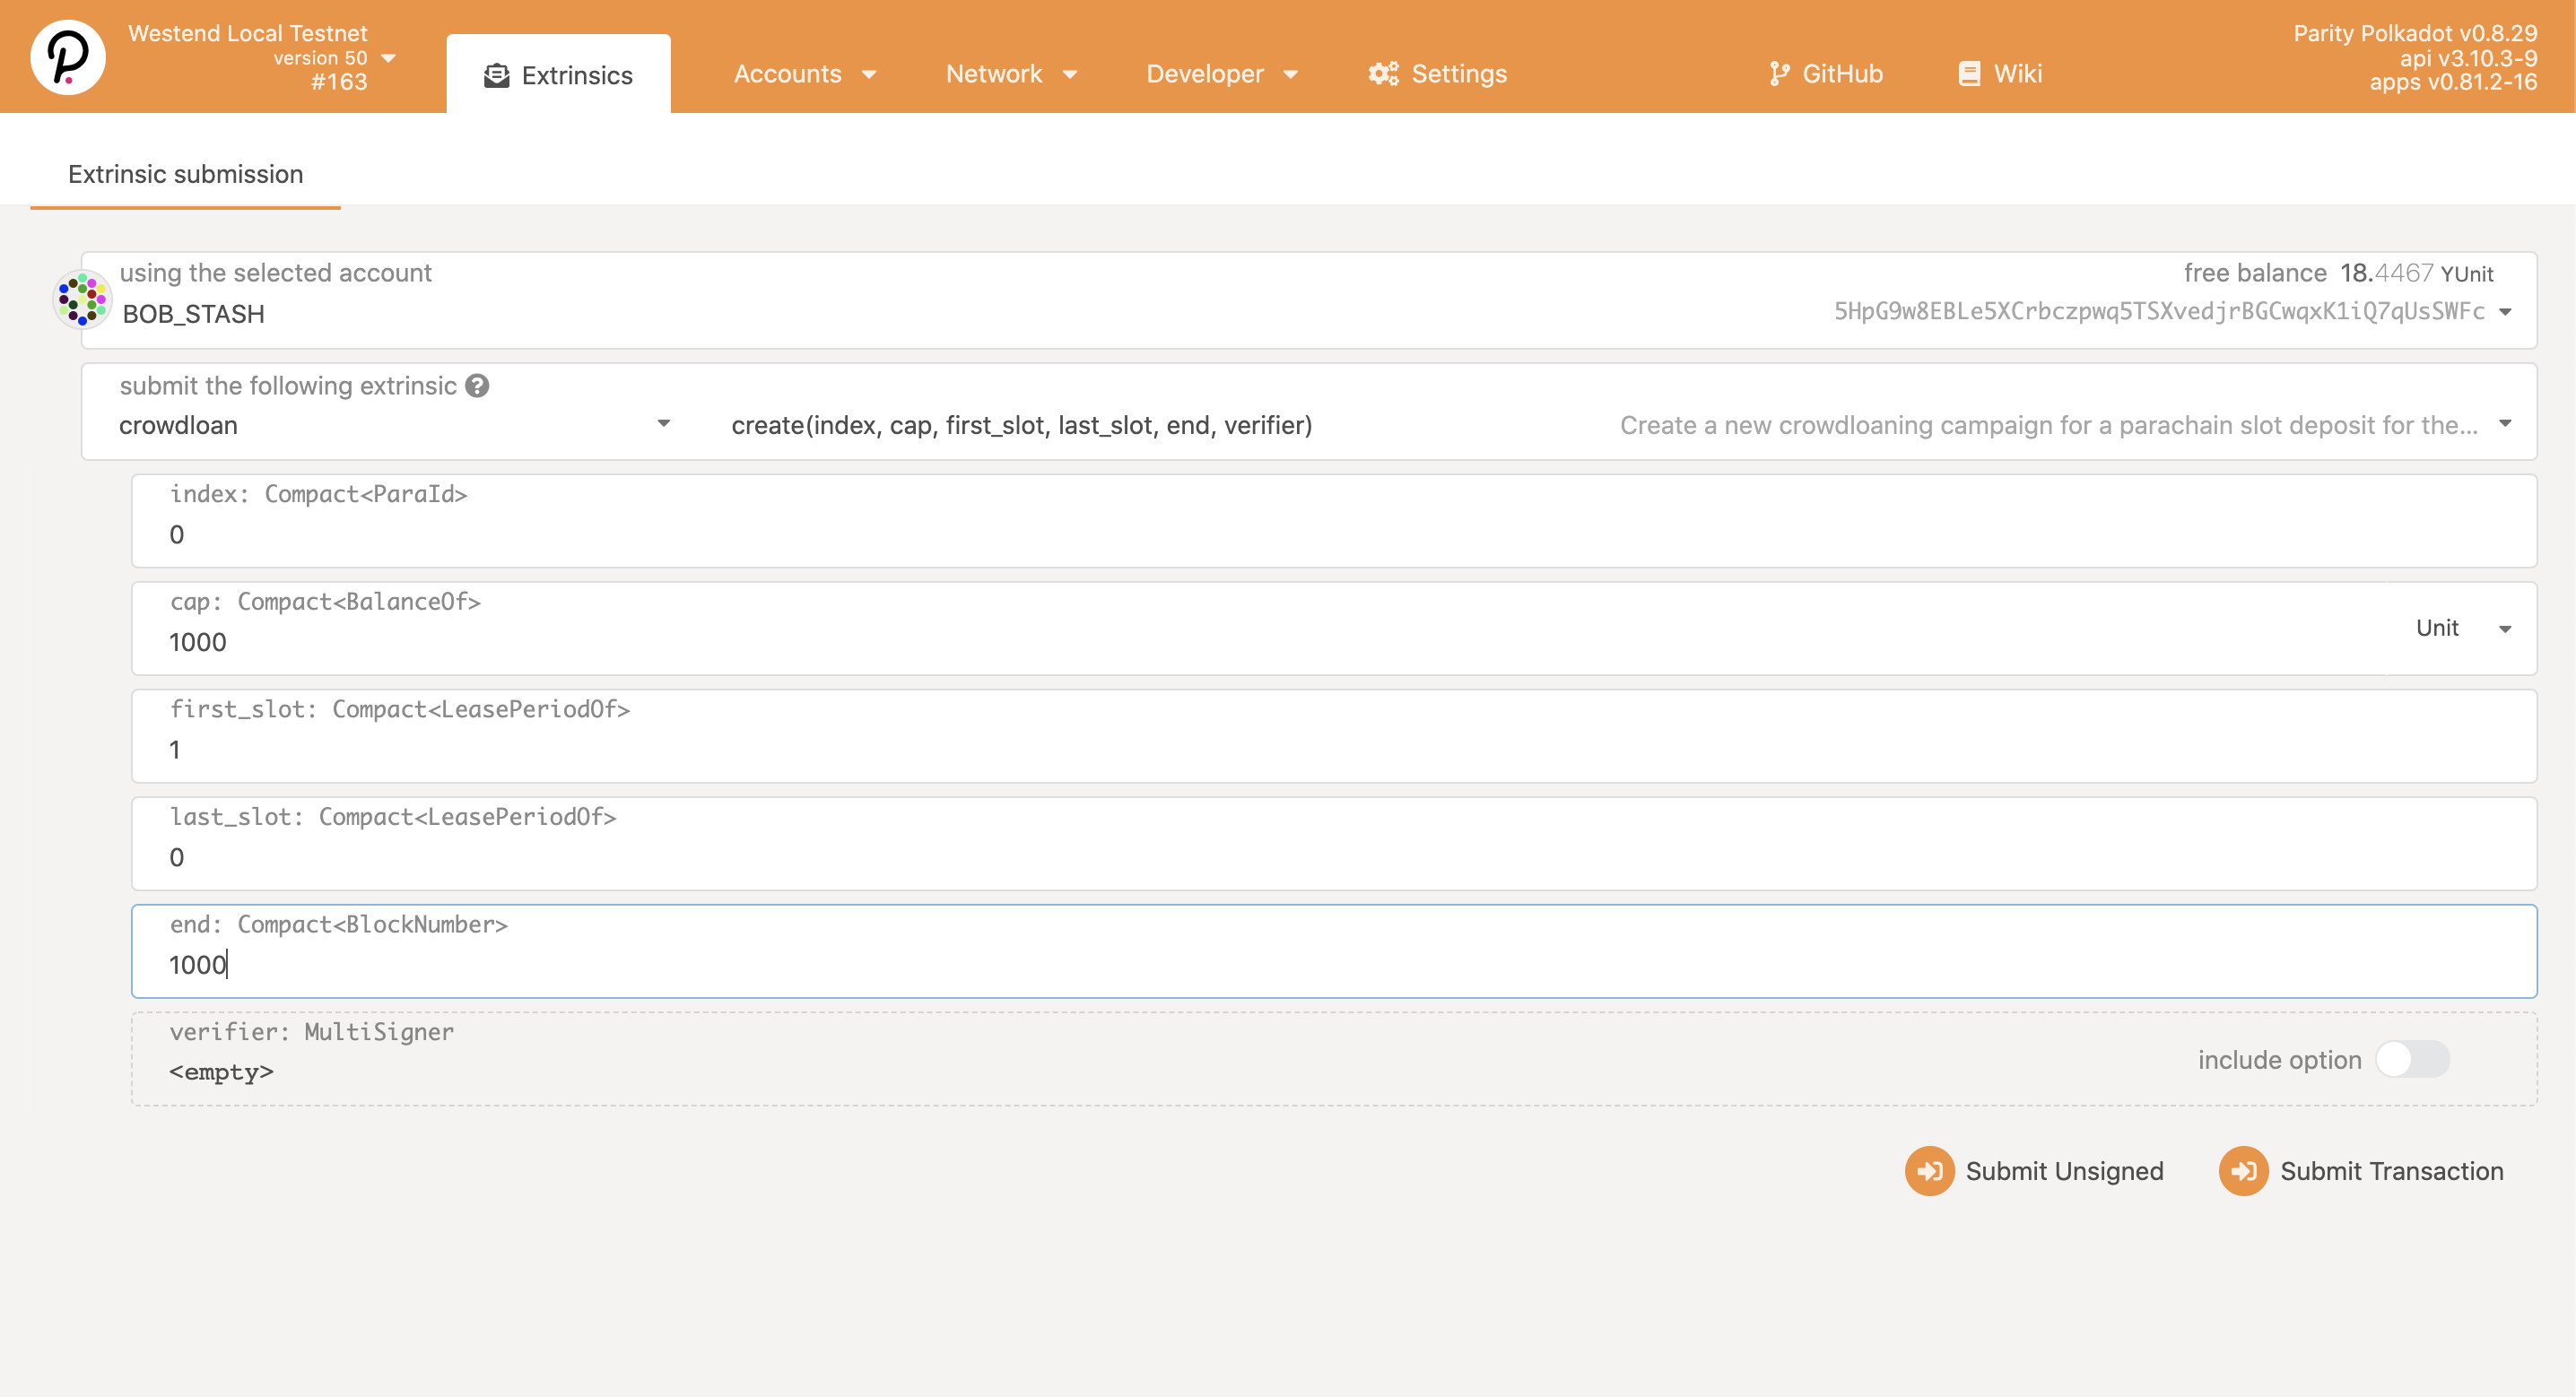 Westend Local Testnet
version 50
#163
Extrinsics
Accounts
Network
Developer
Settings
GitHub
Wiki
Parity Polkadot v0.8.29
api v3.10.3-9
apps v0.81.2-16
Extrinsic submission
using the selected account
BOB_STASH
free balance 18.4467 YUnit
5HpG9w8EBLe5XCrbczpwq5TSXvedjrBGCwqxK1iQ7qUsSWFc
submit the following extrinsic
crowdloan
create(index, cap, first_slot, last_slot, end, verifier)
Create a new crowdloaning campaign for a parachain slot deposit for the...
index: Compact<ParaId>
0
cap: Compact<BalanceOf>
1000
Unit
first_slot: Compact<LeasePeriodOf>
1
last_slot: Compact<LeasePeriodOf>
0
end: Compact<BlockNumber>
1000
verifier: MultiSigner
<empty>
include option
Submit Unsigned
Submit Transaction